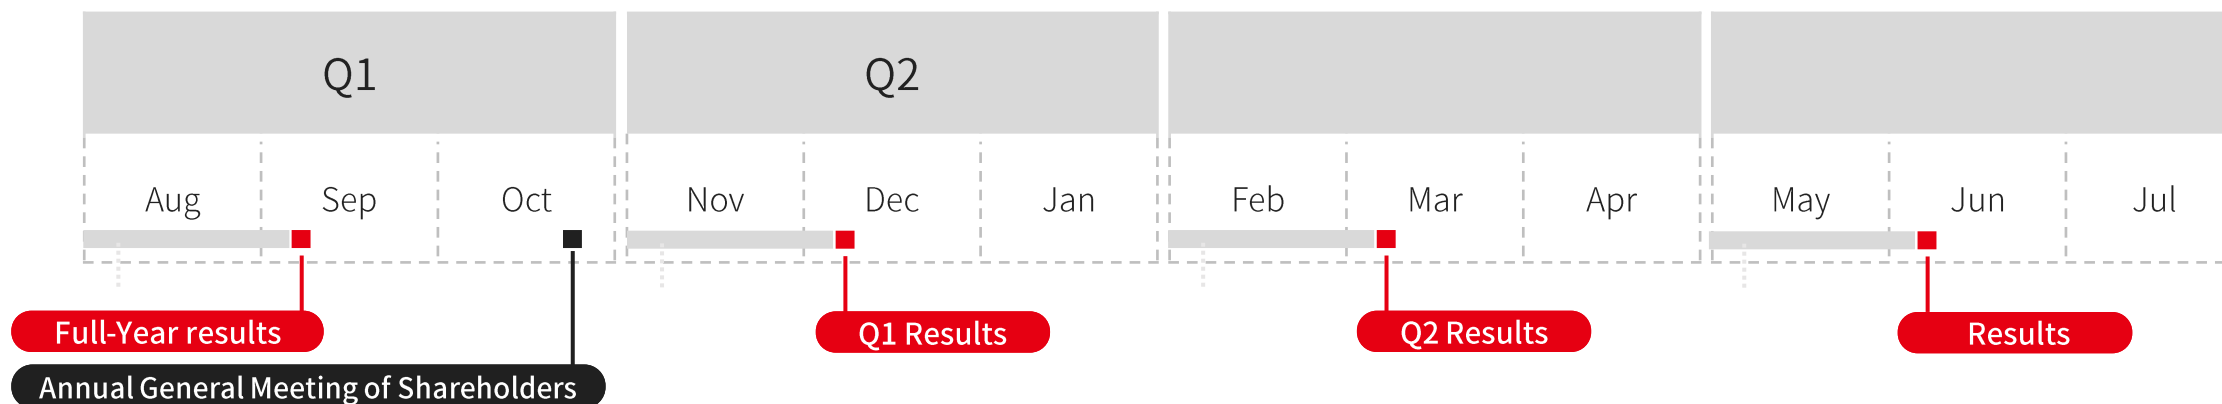 Q1 Q2
Aug Sep Oct Nov Dec Jan Feb Mar Apr May Jun Jul
Full-Year results Q1 Results Q2 Results Results
Annual General Meeting of Shareholders